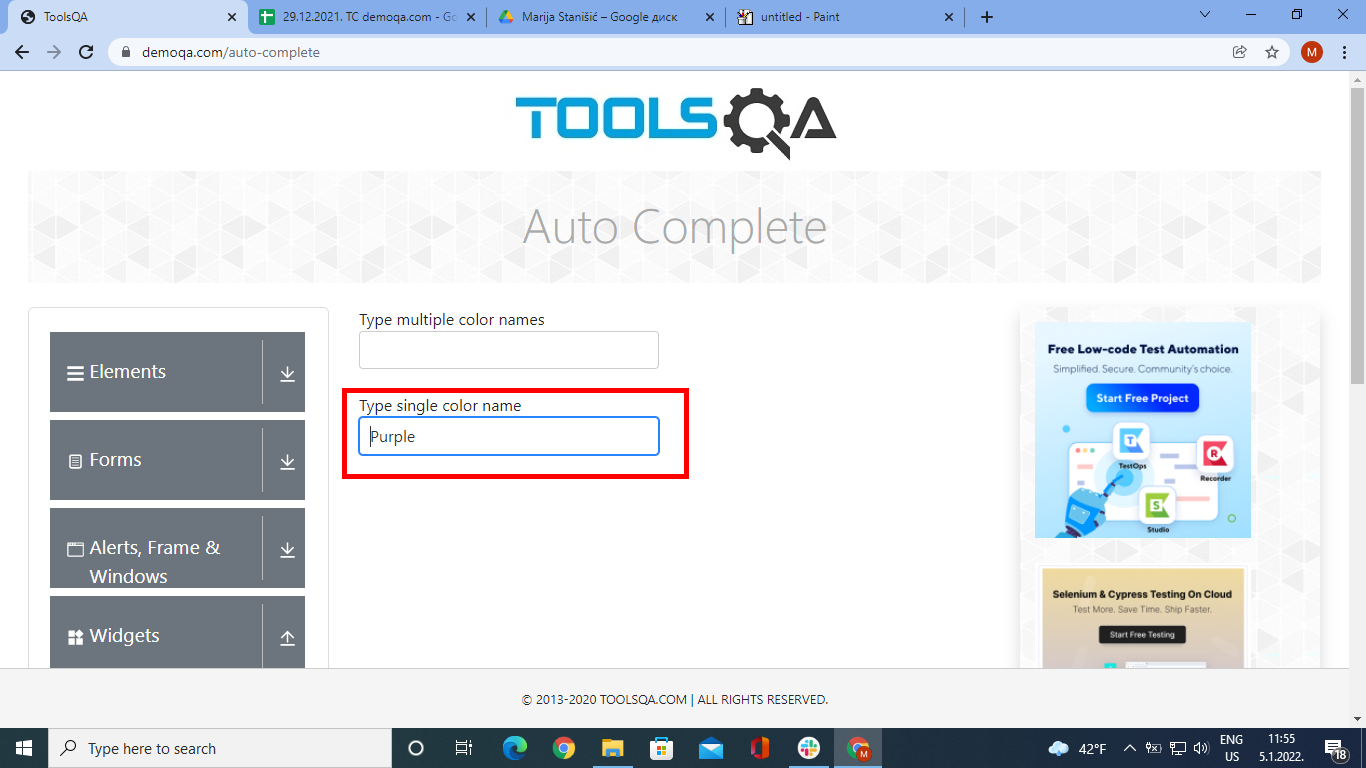 ToolsQA
29.12.2021. TC demoqa.com - Go
Marija Stanišić – Google диск
untitled - Paint
demoqa.com/auto-complete
M
TOOLSQA
Auto Complete
Elements
Forms
Alerts, Frame &
Windows
Widgets
Type multiple color names
Type single color name
Purple
Free Low-code Test Automation
Simplified. Secure. Community's choice.
Start Free Project
TestOps
Recorder
Studio
Selenium & Cypress Testing On Cloud
Test More. Save Time. Ship Faster.
Start Free Testing
© 2013-2020 TOOLSQA.COM | ALL RIGHTS RESERVED.
Type here to search
M
42°F
ENG
US
11:55
5.1.2022.
18